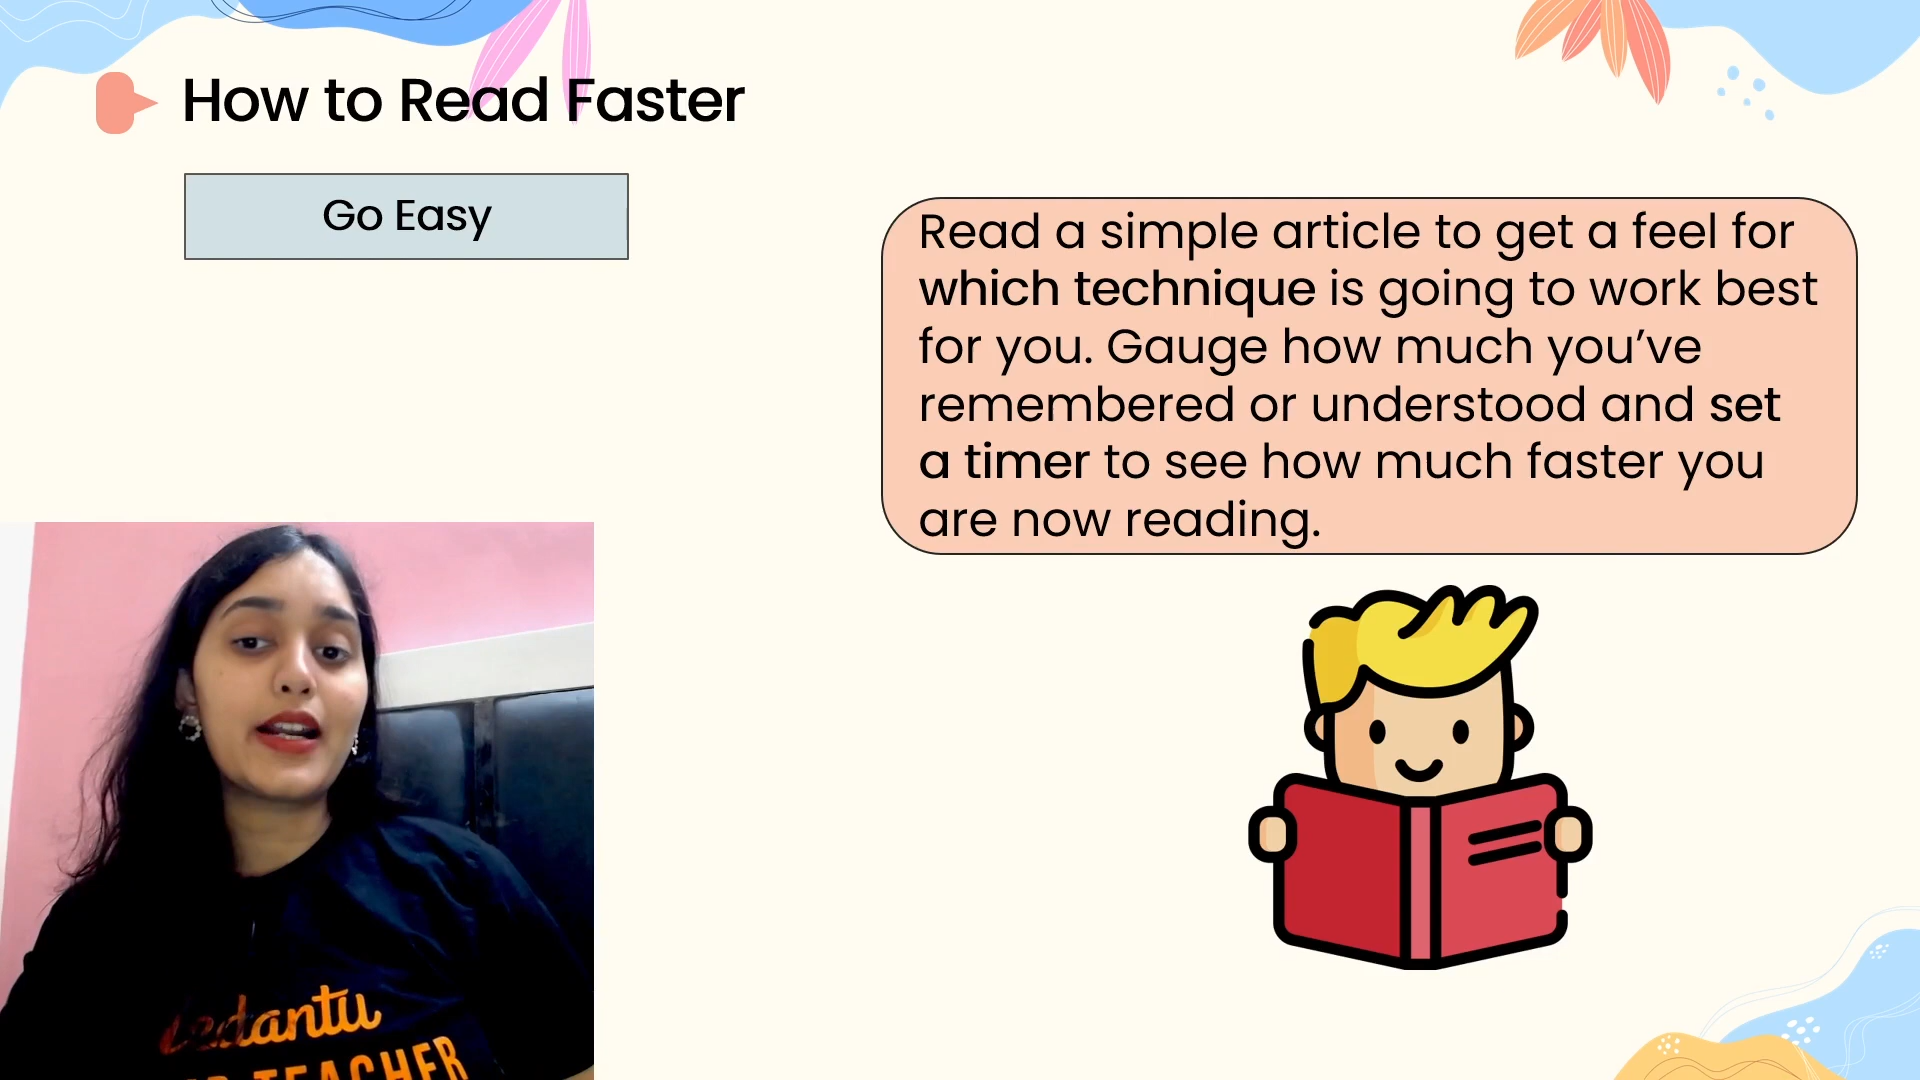 How to Read Faster
Go Easy
Read a simple article to get a feel for
which technique is going to work best
for you. Gauge how much you’ve
remembered or understood and set
a timer to see how much faster you
are now reading.
Vedantu
TEACHER